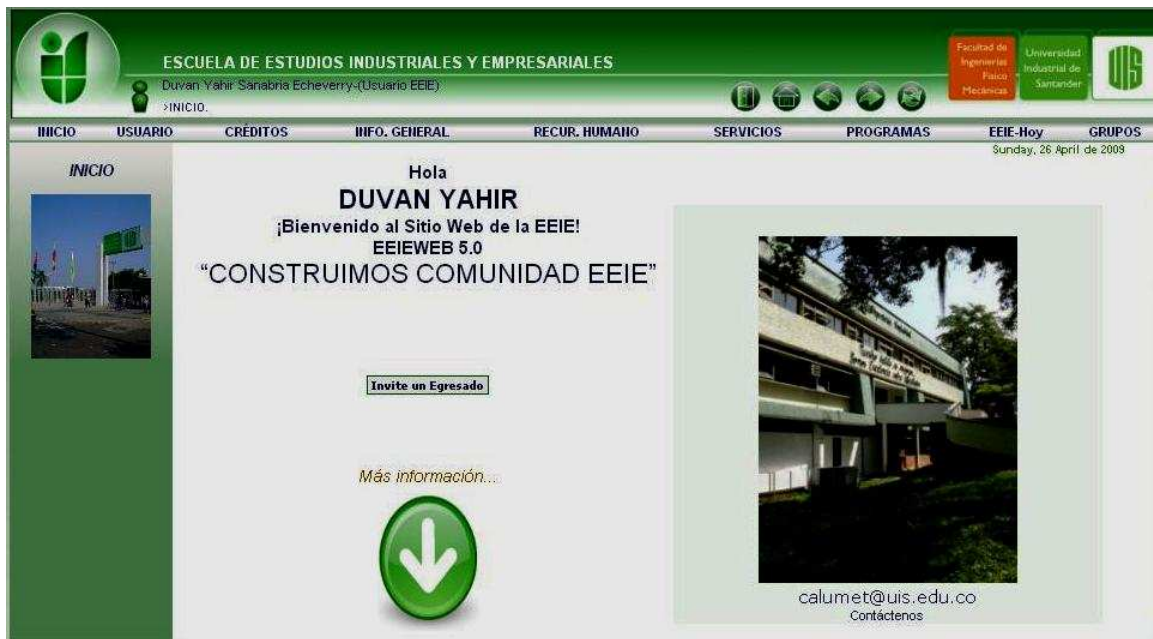 ESCUELA DE ESTUDIOS INDUSTRIALES Y EMPRESARIALES
Duvan Yahir Sanabria Echeverry-(Usuario EEIE)
>INICIO.
Facultad de
Ingenierías
Físico
Mecánicas
Universidad
Industrial de
Santander
UIS
INICIO USUARIO CRÉDITOS INFO. GENERAL RECUR. HUMANO SERVICIOS PROGRAMAS EEIE-Hoy GRUPOS
Sunday, 26 April de 2009
INICIO
Hola
DUVAN YAHIR
¡Bienvenido al Sitio Web de la EEIE!
EEIEWEB 5.0
“CONSTRUIMOS COMUNIDAD EEIE”
Invite un Egresado
Más información...
calumet@uis.edu.co
Contáctenos